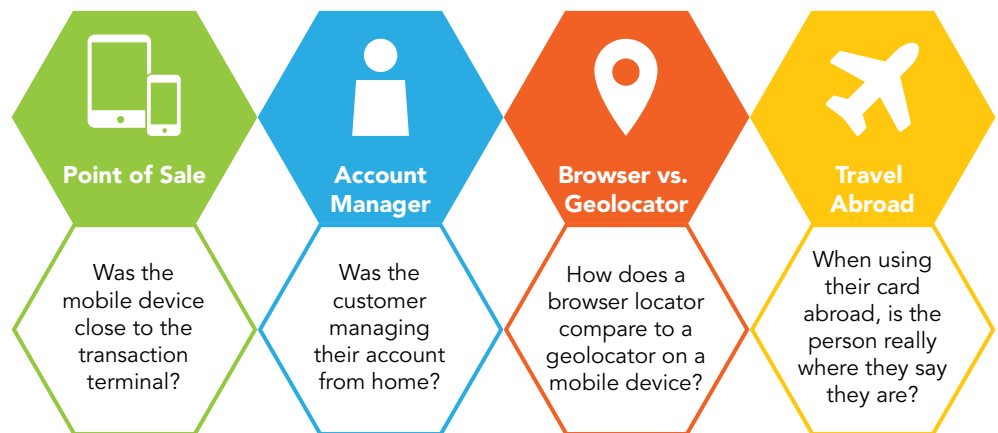 Point of Sale
Account
Manager
Browser vs.
Geolocator
Travel
Abroad
Was the
mobile device
close to the
transaction
terminal?
Was the
customer
managing
their account
from home?
How does a
browser locator
compare to a
geolocator on a
mobile device?
When using
their card
abroad, is the
person really
where they say
they are?